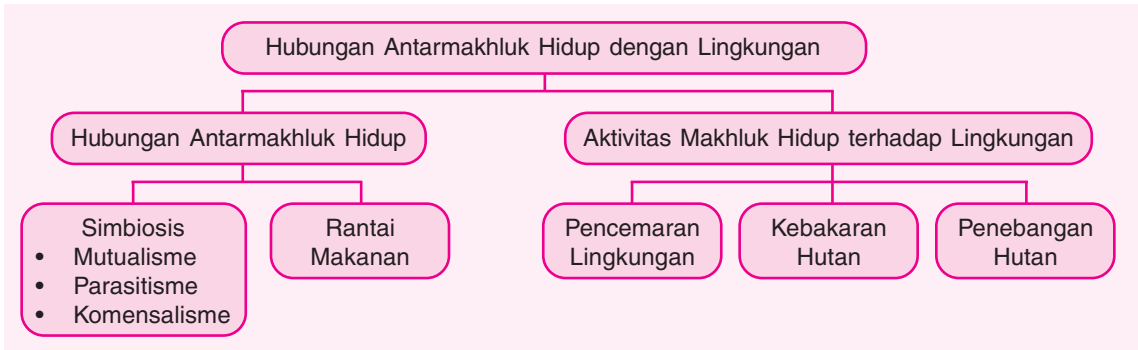 Hubungan Antarmakhluk Hidup dengan Lingkungan
Hubungan Antarmakhluk Hidup
Aktivitas Makhluk Hidup terhadap Lingkungan
Simbiosis
• Mutualisme
• Parasitisme
• Komensalisme
Rantai
Makanan
Pencemaran
Lingkungan
Kebakaran
Hutan
Penebangan
Hutan